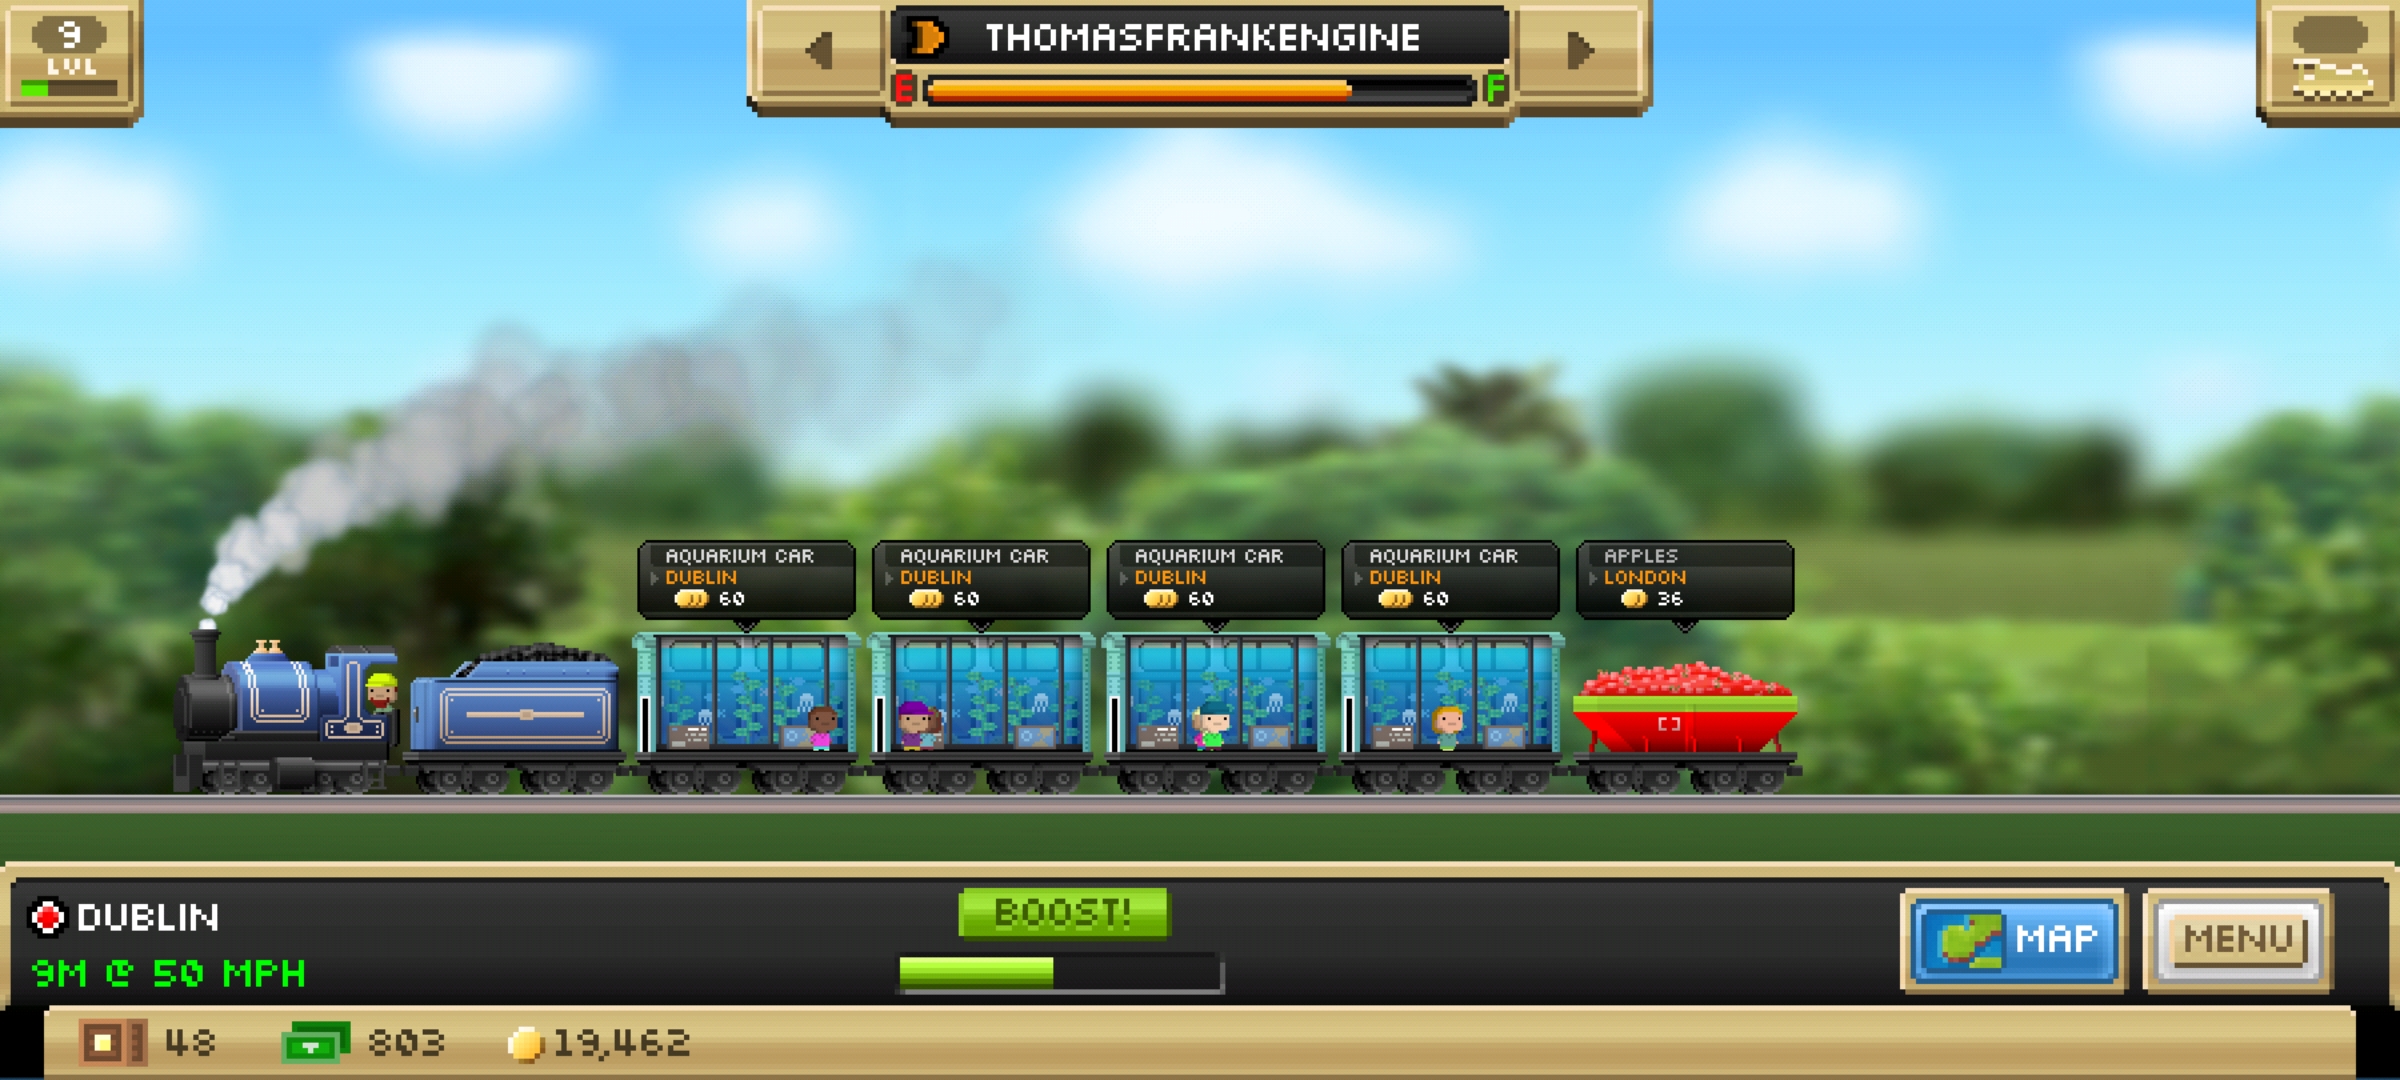 9
LVL
THOMASFRANKENGINE
E F
AQUARIUM CAR
DUBLIN
60
AQUARIUM CAR
DUBLIN
60
AQUARIUM CAR
DUBLIN
60
AQUARIUM CAR
DUBLIN
60
APPLES
LONDON
36
DUBLIN
9M @ 50 MPH
BOOST!
MAP
MENU
48
803
19,462